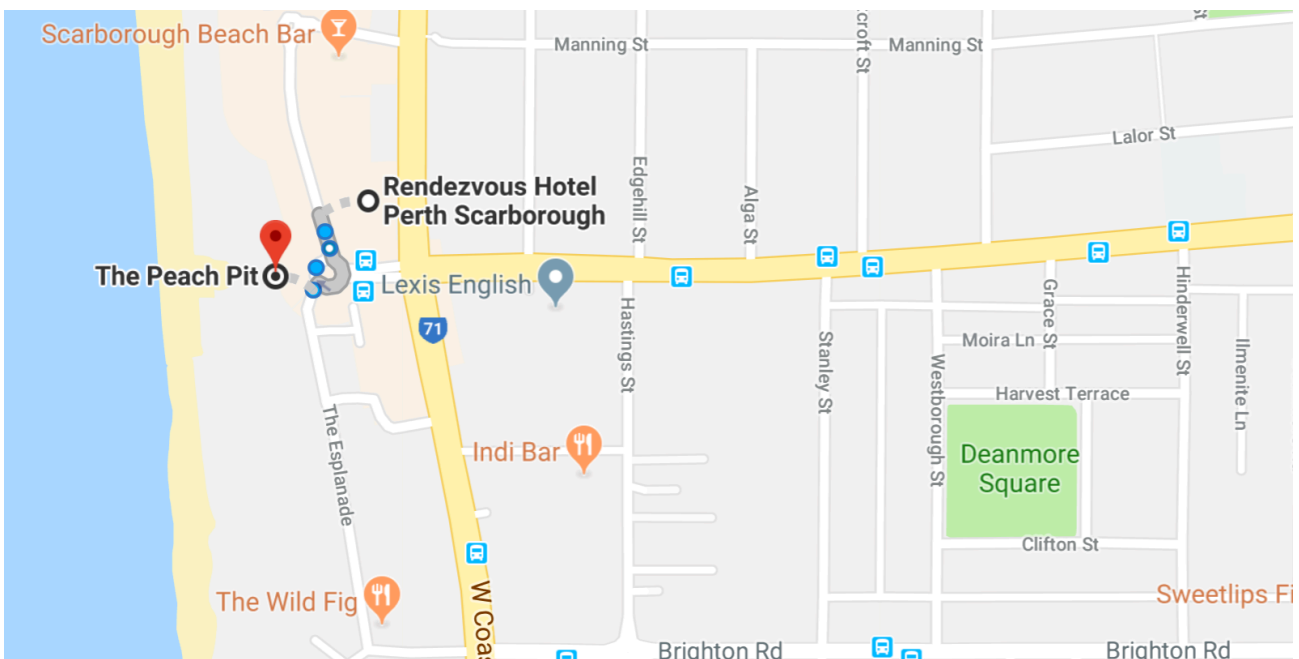 Scarborough Beach Bar
Manning St
Manning St
Lalor St
Rendezvous Hotel
Perth Scarborough
Edgehill St
Alga St
The Peach Pit
Lexis English
71
Hastings St
Stanley St
Grace St
Hinderwell St
Ilmenite Ln
Moira Ln
Westborough St
Harvest Terrace
The Esplanade
Indi Bar
Deanmore
Square
Clifton St
The Wild Fig
W Coas
Sweetlips Fi
Brighton Rd
Brighton Rd
croft St
St